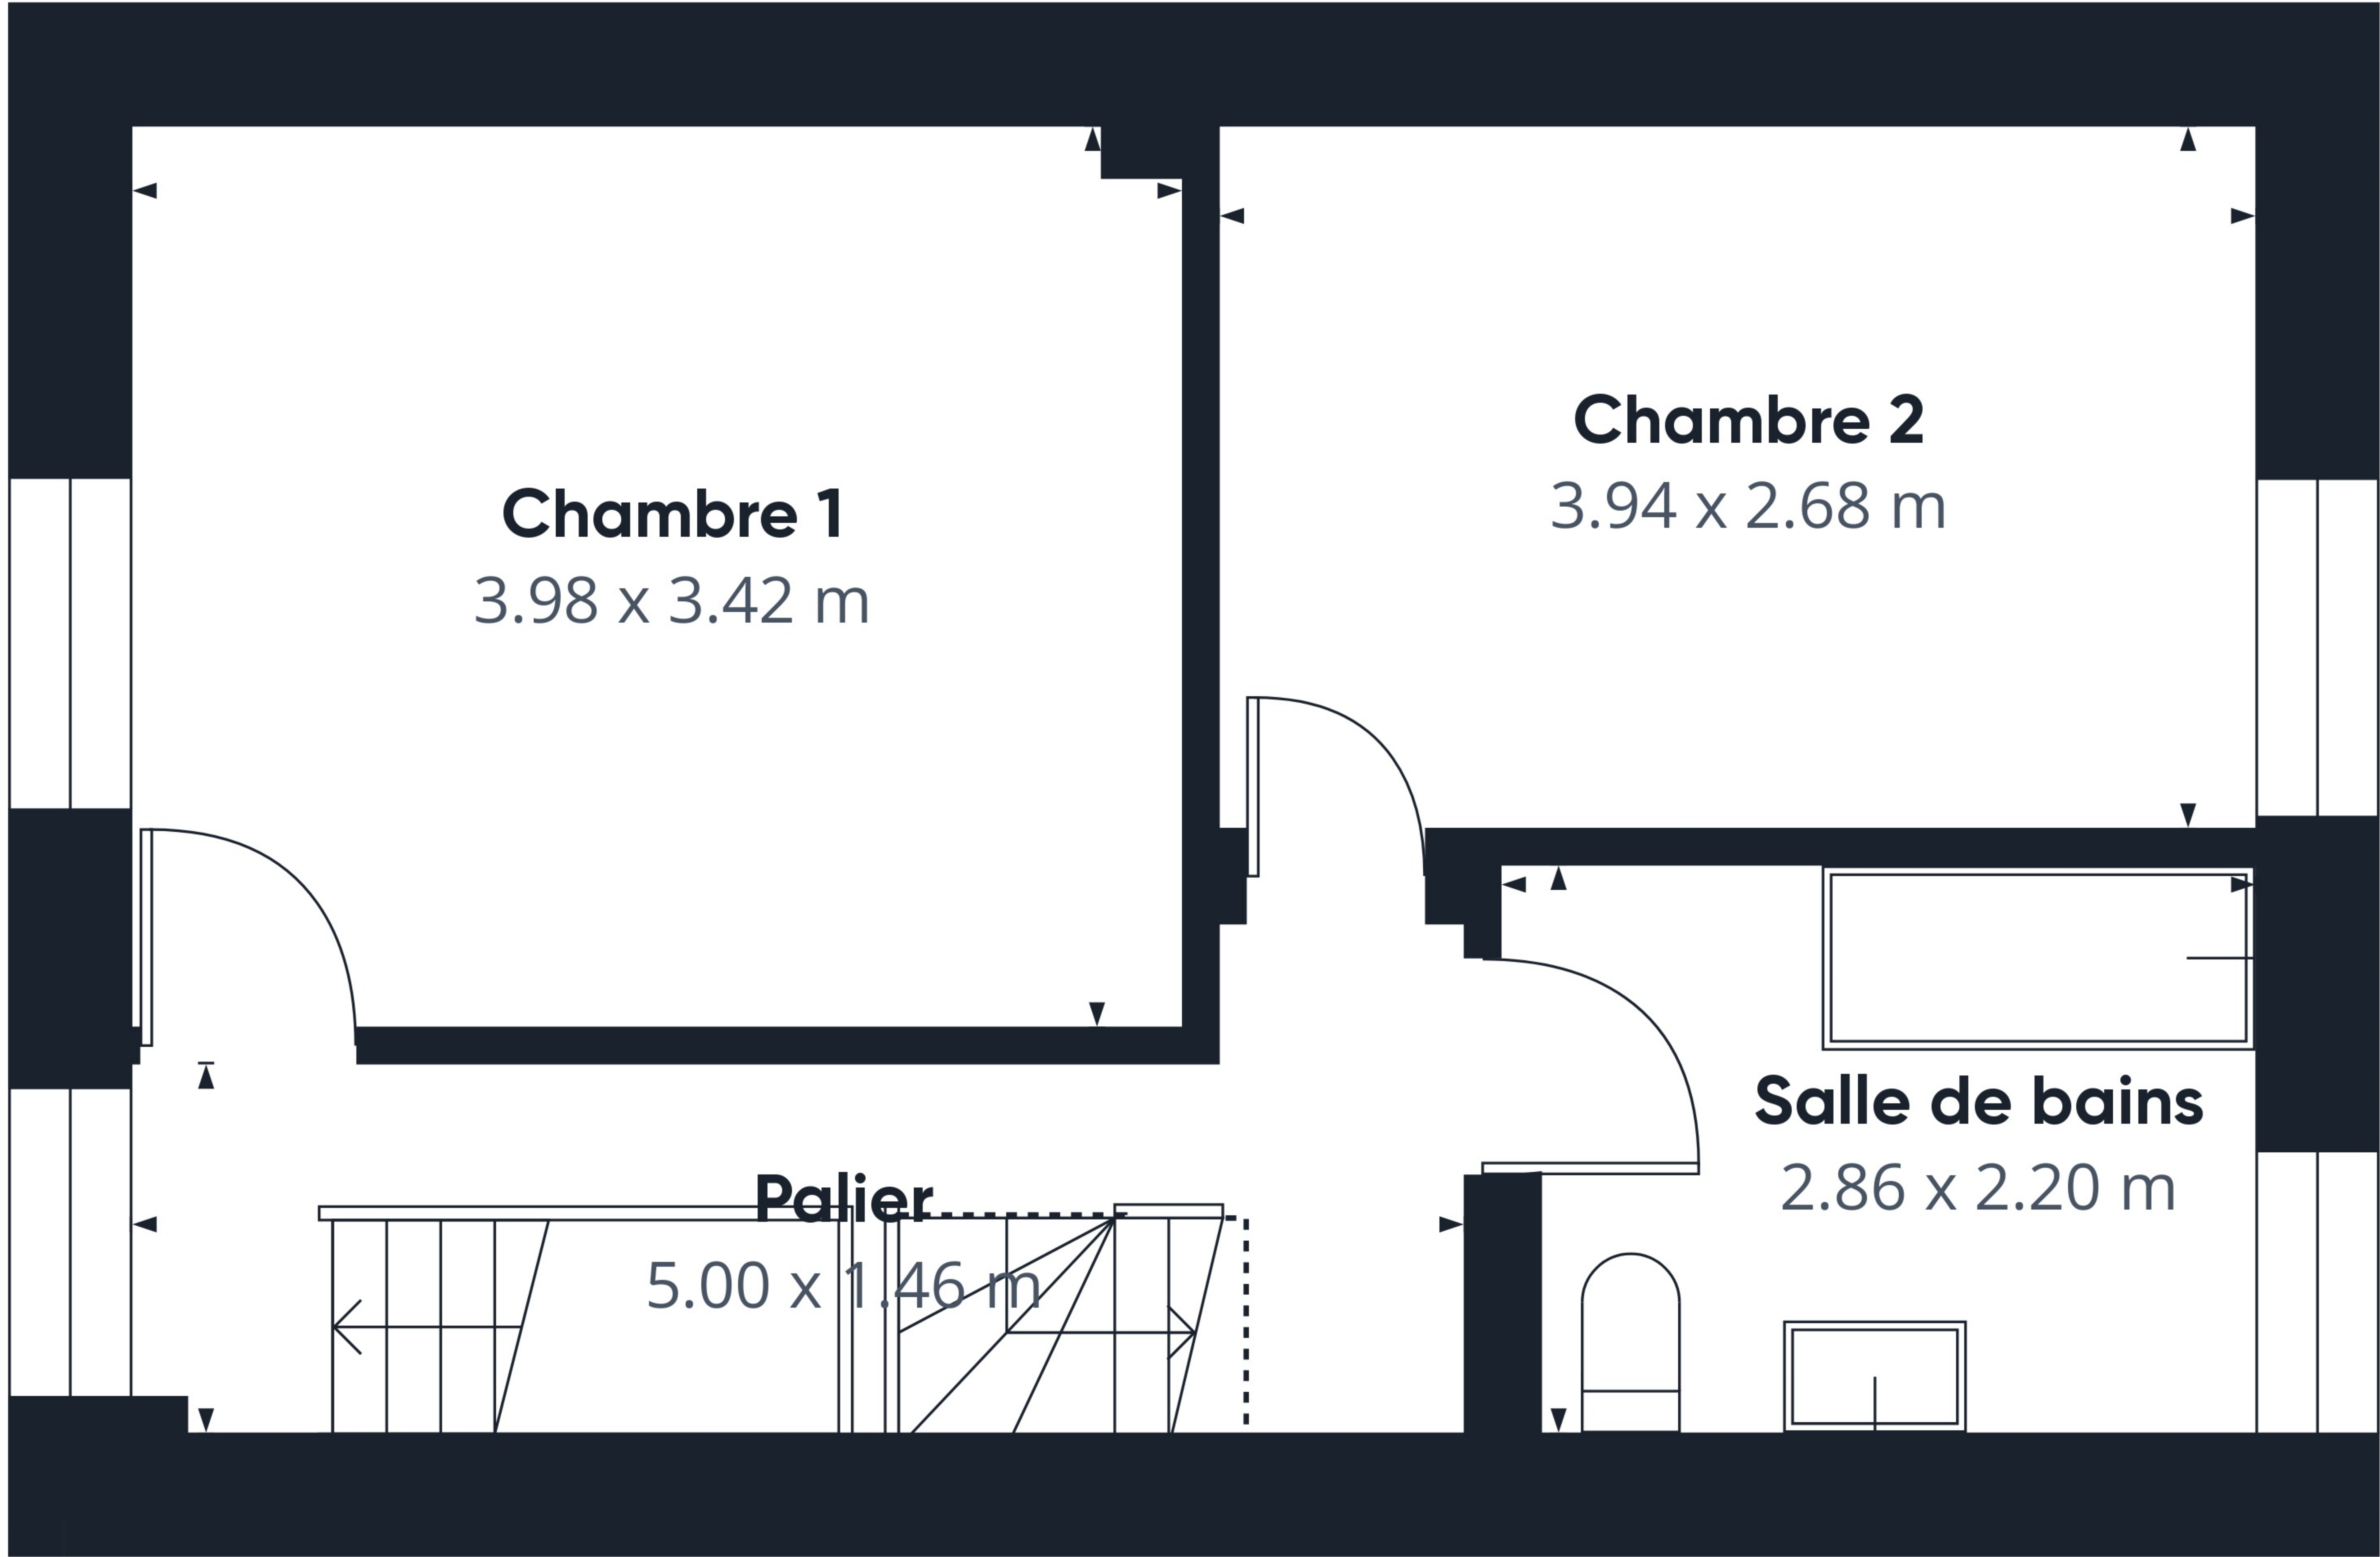 Chambre 1
3.98 x 3.42 m
Chambre 2
3.94 x 2.68 m
Salle de bains
2.86 x 2.20 m
Palier
5.00 x 1.46 m